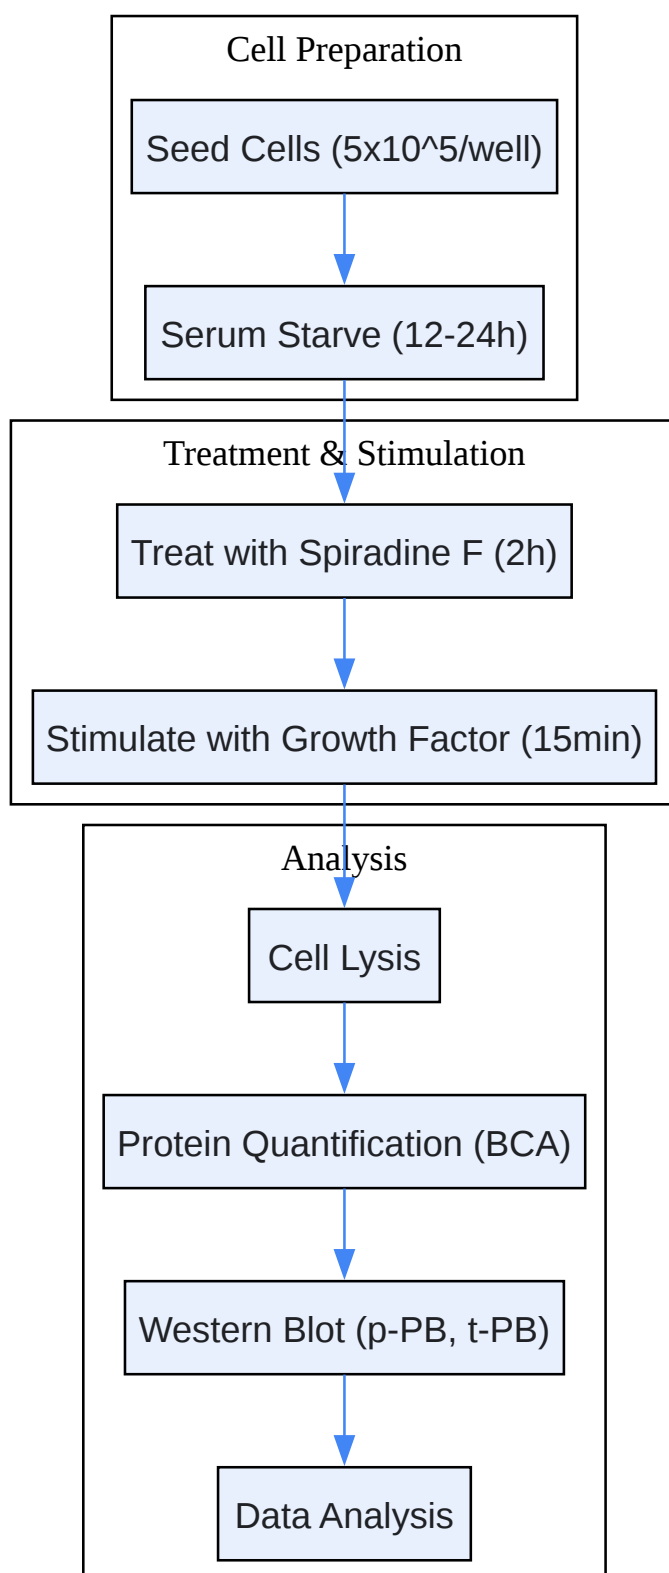 Cell Preparation
Seed Cells (5x10^5/well)
Serum Starve (12-24h)
Treatment & Stimulation
Treat with Spiradine F (2h)
Stimulate with Growth Factor (15min)
Analysis
Cell Lysis
Protein Quantification (BCA)
Western Blot (p-PB, t-PB)
Data Analysis